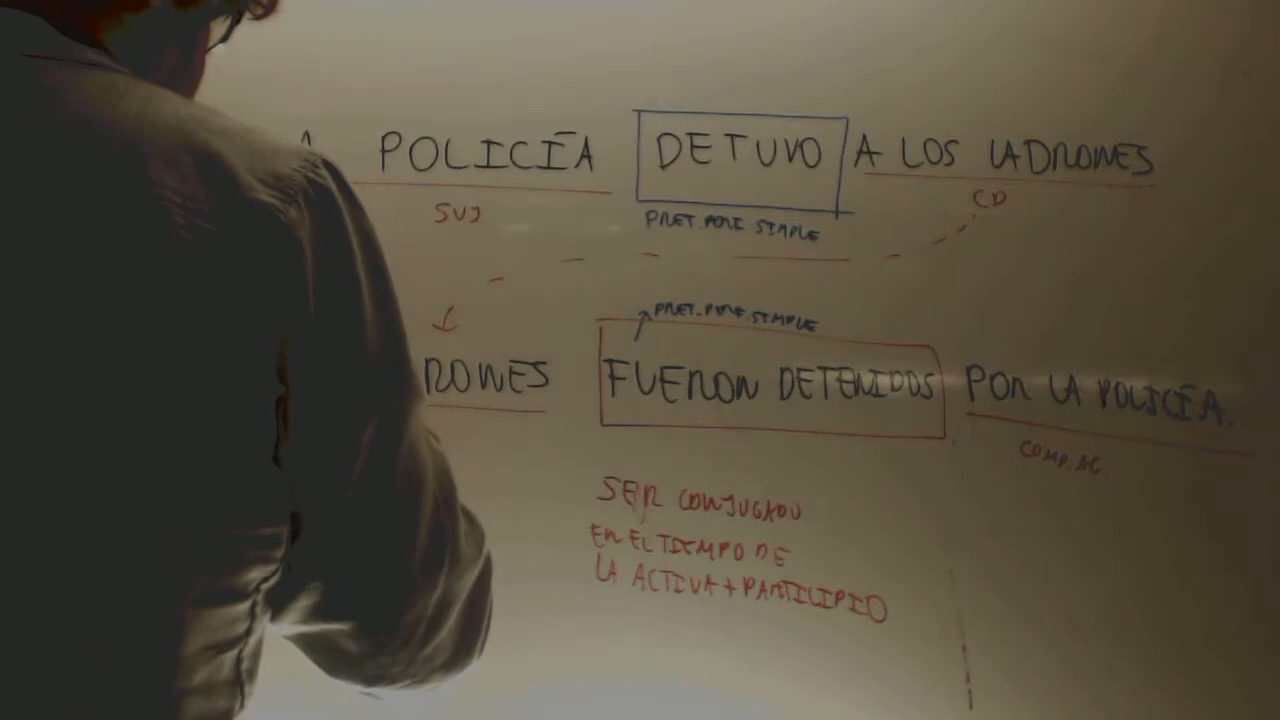 POLICÍA DETUVO A LOS LADRONES
SUJ
CD
PRET. PERF. SIMPLE
PRET. PERF. SIMPLE
RONES FUERON DETENIDOS POR LA POLICÍA.
COMP. AG
SER CONJUGADO
EN EL TIEMPO DE
LA ACTIVA + PARTICIPIO